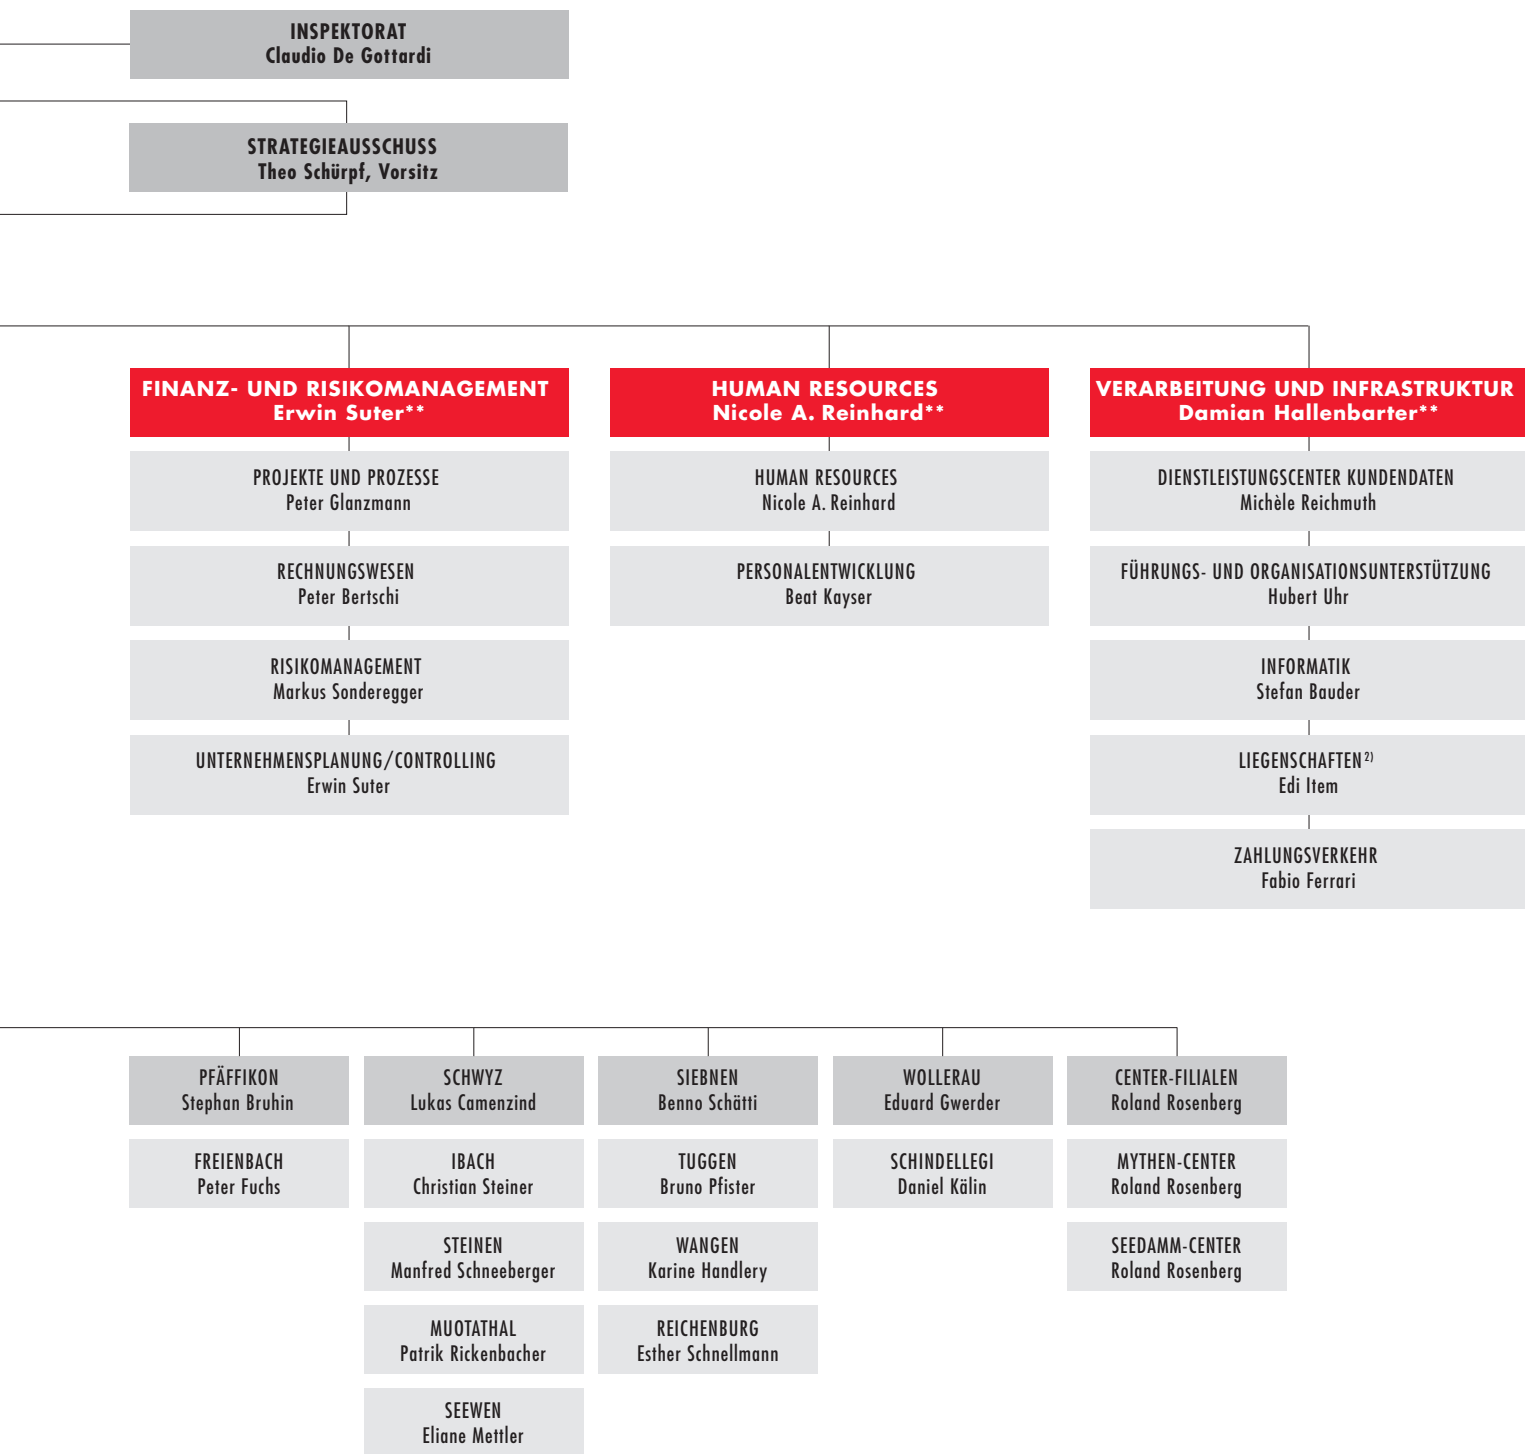 INSPEKTORAT
Claudio De Gottardi
STRATEGIEAUSSCHUSS
Theo Schürpf, Vorsitz
FINANZ- UND RISIKOMANAGEMENT
Erwin Suter**
PROJEKTE UND PROZESSE
Peter Glanzmann
RECHNUNGSWESEN
Peter Bertschi
RISIKOMANAGEMENT
Markus Sonderegger
UNTERNEHMENSPLANUNG/CONTROLLING
Erwin Suter
HUMAN RESOURCES
Nicole A. Reinhard**
HUMAN RESOURCES
Nicole A. Reinhard
PERSONALENTWICKLUNG
Beat Kayser
VERARBEITUNG UND INFRASTRUKTUR
Damian Hallenbarter**
DIENSTLEISTUNGSCENTER KUNDENDATEN
Michèle Reichmuth
FÜHRUNGS- UND ORGANISATIONSUNTERSTÜTZUNG
Hubert Uhr
INFORMATIK
Stefan Bauder
LIEGENSCHAFTEN²⁾
Edi Item
ZAHLUNGSVERKEHR
Fabio Ferrari
PFÄFFIKON
Stephan Bruhin
FREIENBACH
Peter Fuchs
SCHWYZ
Lukas Camenzind
IBACH
Christian Steiner
STEINEN
Manfred Schneeberger
MUOTATHAL
Patrik Rickenbacher
SEEWEN
Eliane Mettler
SIEBNEN
Benno Schätti
TUGGEN
Bruno Pfister
WANGEN
Karine Handlery
REICHENBURG
Esther Schnellmann
WOLLERAU
Eduard Gwerder
SCHINDELLEGI
Daniel Kälin
CENTER-FILIALEN
Roland Rosenberg
MYTHEN-CENTER
Roland Rosenberg
SEEDAMM-CENTER
Roland Rosenberg